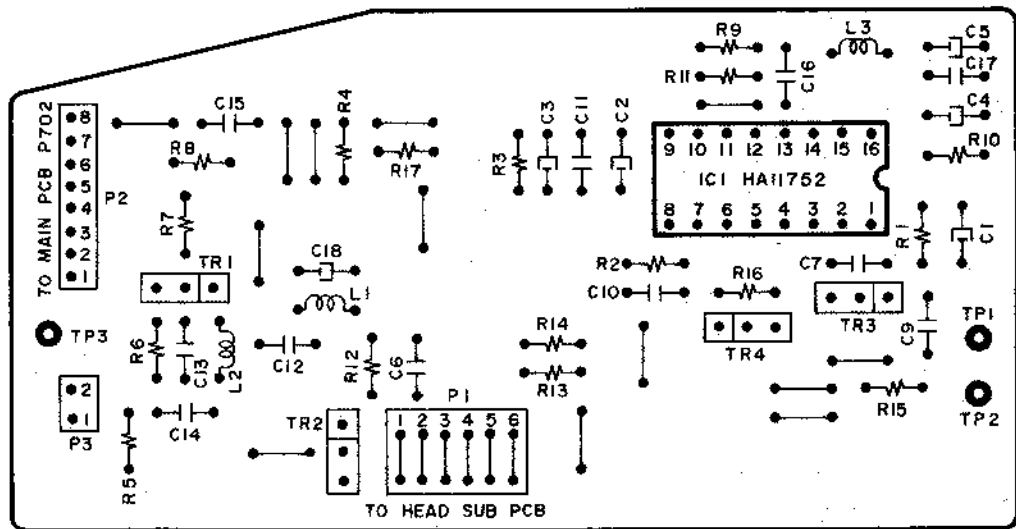 R9
L3
C5
R11
C16
C17
C4
R10
TO MAIN PCB P702
8
7
6
5
4
3
2
1
P2
C15
R4
R8
R17
R7
R3
C3
C11
C2
9 10 11 12 13 14 15 16
IC1 HA11752
8 7 6 5 4 3 2 1
R1
C1
TR1
C18
L1
R2
C10
R16
C7
TR3
TR4
C9
TP1
TP3
R6
C13
L2
C12
R12
C6
R14
R13
R15
TP2
2
1
P3
C14
R5
TR2
P1
1 2 3 4 5 6
TO HEAD SUB PCB